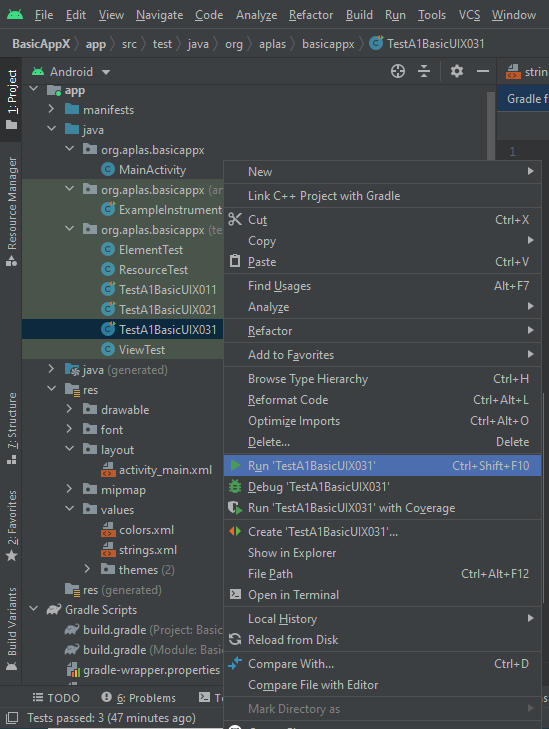 File Edit View Navigate Code Analyze Refactor Build Run Tools VCS Window
BasicAppX app src test java org aplas basicappx TestA1BasicUIX031
1: Project
Resource Manager
7: Structure
2: Favorites
Build Variants
Android
app
manifests
java
org.aplas.basicappx
MainActivity
org.aplas.basicappx (an
ExampleInstrument
org.aplas.basicappx (te
ElementTest
ResourceTest
TestA1BasicUIX011
TestA1BasicUIX021
TestA1BasicUIX031
ViewTest
java (generated)
res
drawable
font
layout
activity_main.xml
mipmap
values
colors.xml
strings.xml
themes (2)
res (generated)
Gradle Scripts
build.gradle (Project: Basic
build.gradle (Module: Basic
gradle-wrapper.properties
strin
Gradle f
1
New
Link C++ Project with Gradle
Cut Ctrl+X
Copy
Paste Ctrl+V
Find Usages Alt+F7
Analyze
Refactor
Add to Favorites
Browse Type Hierarchy Ctrl+H
Reformat Code Ctrl+Alt+L
Optimize Imports Ctrl+Alt+O
Delete... Delete
Run 'TestA1BasicUIX031' Ctrl+Shift+F10
Debug 'TestA1BasicUIX031'
Run 'TestA1BasicUIX031' with Coverage
Create 'TestA1BasicUIX031'...
Show in Explorer
File Path Ctrl+Alt+F12
Open in Terminal
Local History
Reload from Disk
Compare With... Ctrl+D
Compare File with Editor
Mark Directory as
TODO 6: Problems Te
Tests passed: 3 (47 minutes ago)